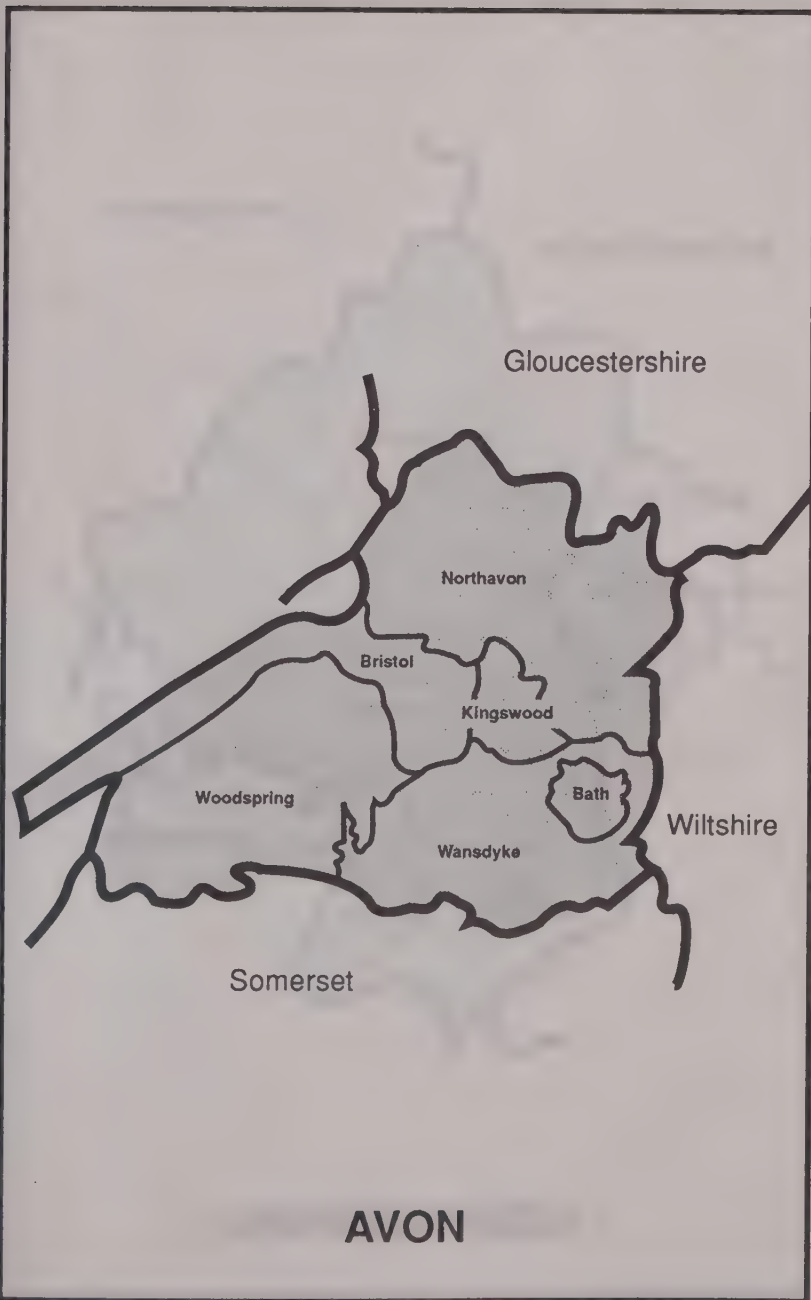 Gloucestershire
Northavon
Bristol
Kingswood
Woodspring
Bath
Wiltshire
Wansdyke
Somerset
AVON